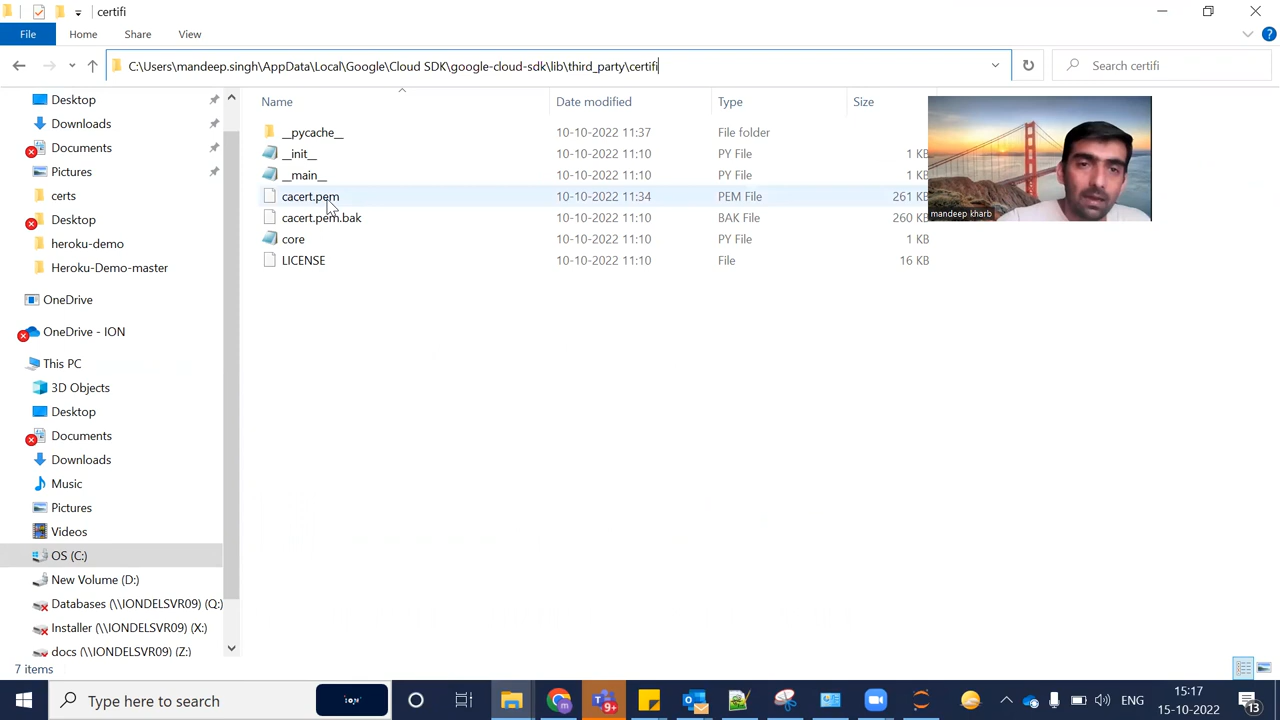 certifi
File
Home
Share
View
C:\Users\mandeep.singh\AppData\Local\Google\Cloud SDK\google-cloud-sdk\lib\third_party\certifi
Search certifi
Name
Date modified
Type
Size
__pycache__
10-10-2022 11:37
File folder
__init__
10-10-2022 11:10
PY File
1 KB
__main__
10-10-2022 11:10
PY File
1 KB
cacert.pem
10-10-2022 11:34
PEM File
261 KB
cacert.pem.bak
10-10-2022 11:10
BAK File
260 KB
core
10-10-2022 11:10
PY File
1 KB
LICENSE
10-10-2022 11:10
File
16 KB
mandeep kharb
Desktop
Downloads
Documents
Pictures
certs
Desktop
heroku-demo
Heroku-Demo-master
OneDrive
OneDrive - ION
This PC
3D Objects
Desktop
Documents
Downloads
Music
Pictures
Videos
OS (C:)
New Volume (D:)
Databases (\\IONDELSVR09) (Q:)
Installer (\\IONDELSVR09) (X:)
docs (\\IONDELSVR09) (Z:)
7 items
Type here to search
ION
9+
ENG
15:17
15-10-2022
13